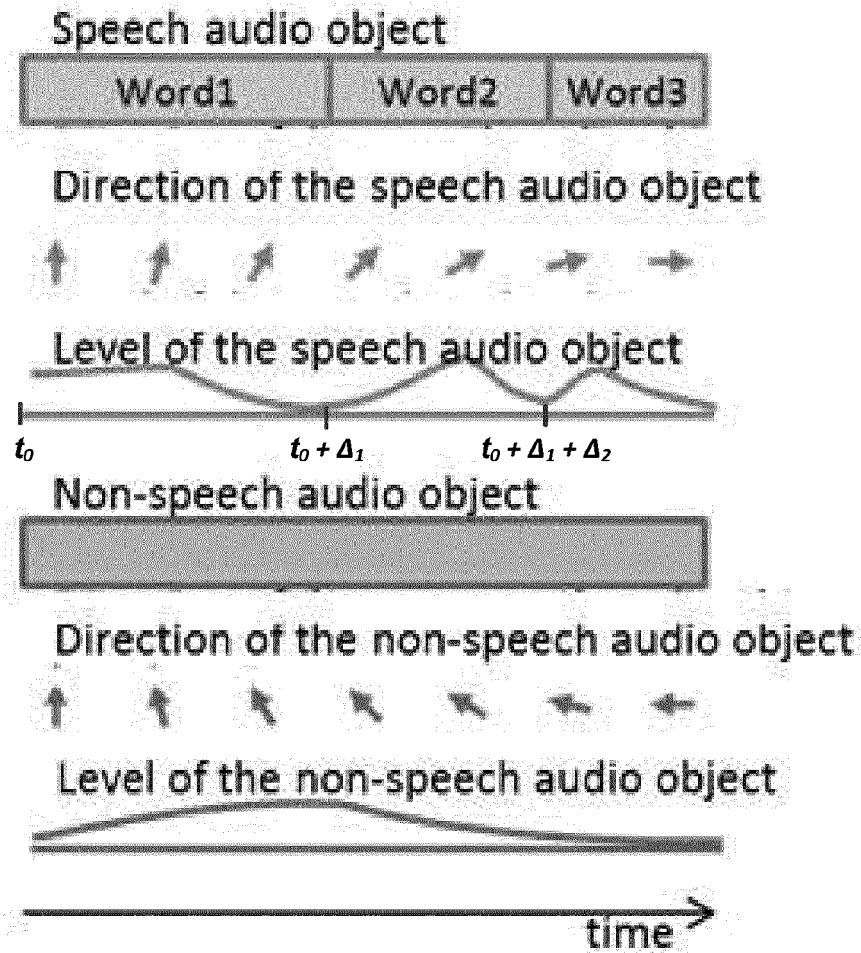 Speech audio object
Word1 Word2 Word3
Direction of the speech audio object
Level of the speech audio object
t₀ t₀ + Δ₁ t₀ + Δ₁ + Δ₂
Non-speech audio object
Direction of the non-speech audio object
Level of the non-speech audio object
time